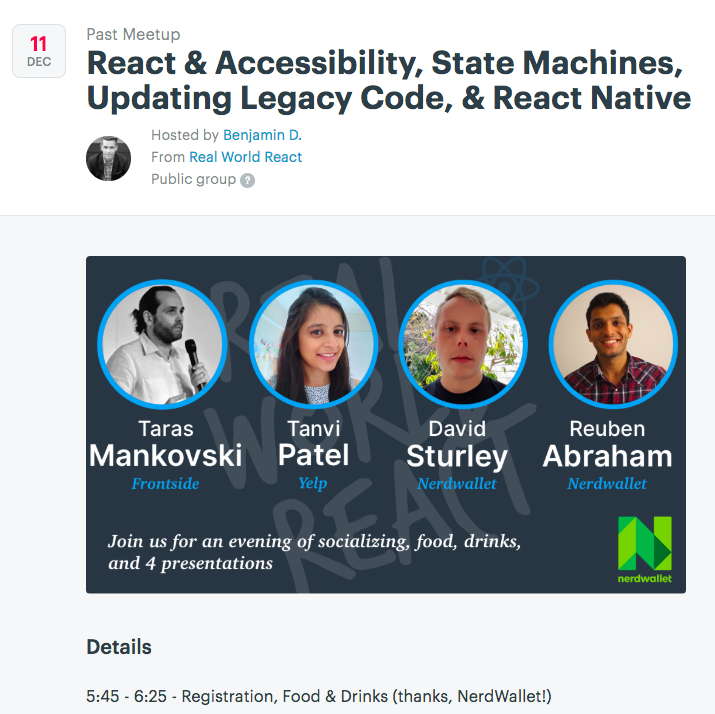 11
DEC
Past Meetup
React & Accessibility, State Machines,
Updating Legacy Code, & React Native
Hosted by Benjamin D.
From Real World React
Public group ?
REAL
WORLD
REACT
Taras
Mankovski
Frontside
Tanvi
Patel
Yelp
David
Sturley
Nerdwallet
Reuben
Abraham
Nerdwallet
Join us for an evening of socializing, food, drinks,
and 4 presentations
nerdwallet
Details
5:45 - 6:25 - Registration, Food & Drinks (thanks, NerdWallet!)